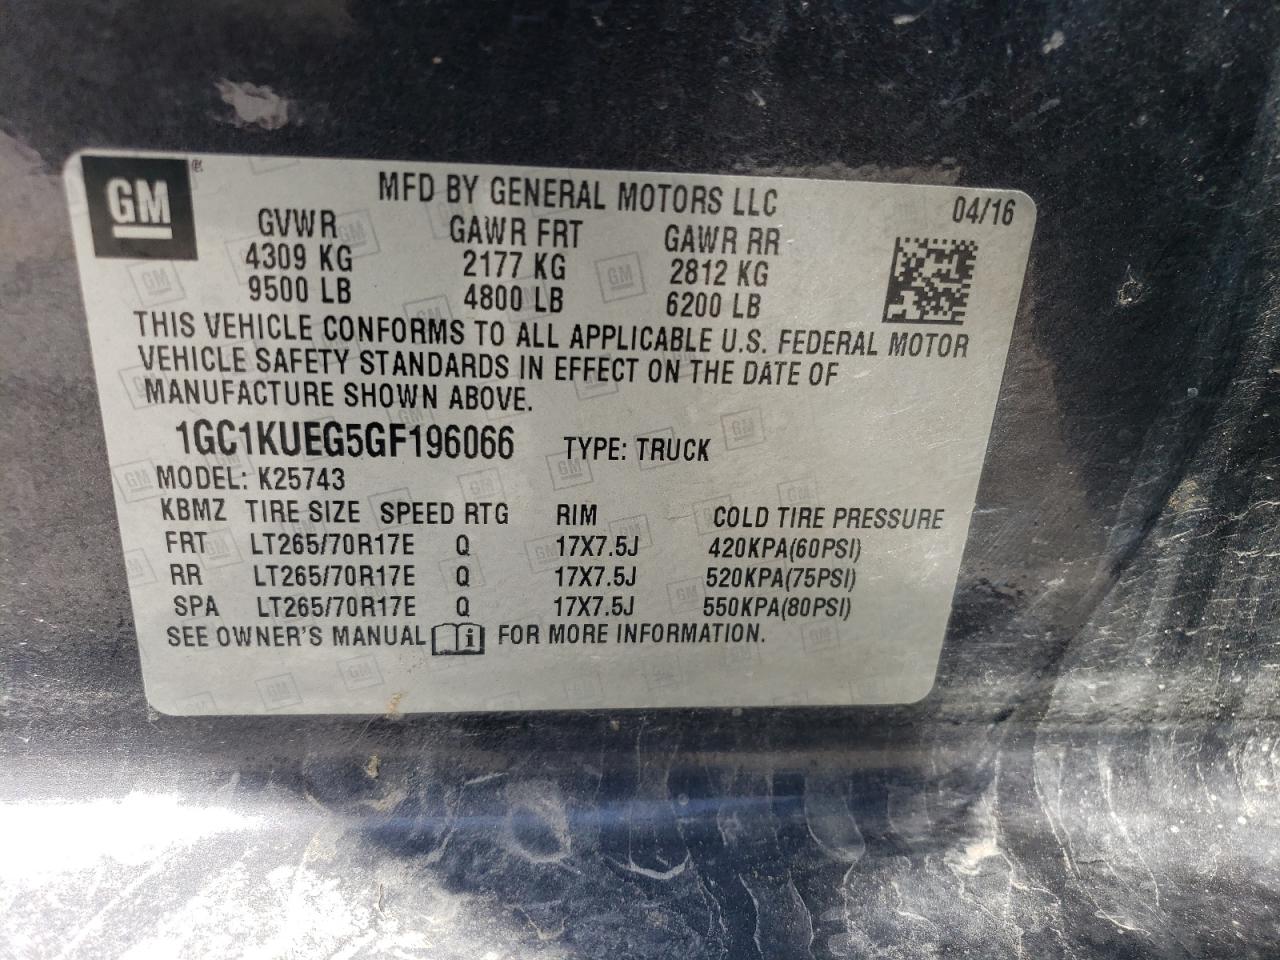 GM ®
MFD BY GENERAL MOTORS LLC 04/16
GVWR GAWR FRT GAWR RR
4309 KG 2177 KG 2812 KG
9500 LB 4800 LB 6200 LB
THIS VEHICLE CONFORMS TO ALL APPLICABLE U.S. FEDERAL MOTOR
VEHICLE SAFETY STANDARDS IN EFFECT ON THE DATE OF
MANUFACTURE SHOWN ABOVE.
1GC1KUEG5GF196066 TYPE: TRUCK
MODEL: K25743
KBMZ TIRE SIZE SPEED RTG RIM COLD TIRE PRESSURE
FRT LT265/70R17E Q 17X7.5J 420KPA(60PSI)
RR LT265/70R17E Q 17X7.5J 520KPA(75PSI)
SPA LT265/70R17E Q 17X7.5J 550KPA(80PSI)
SEE OWNER'S MANUAL i FOR MORE INFORMATION.